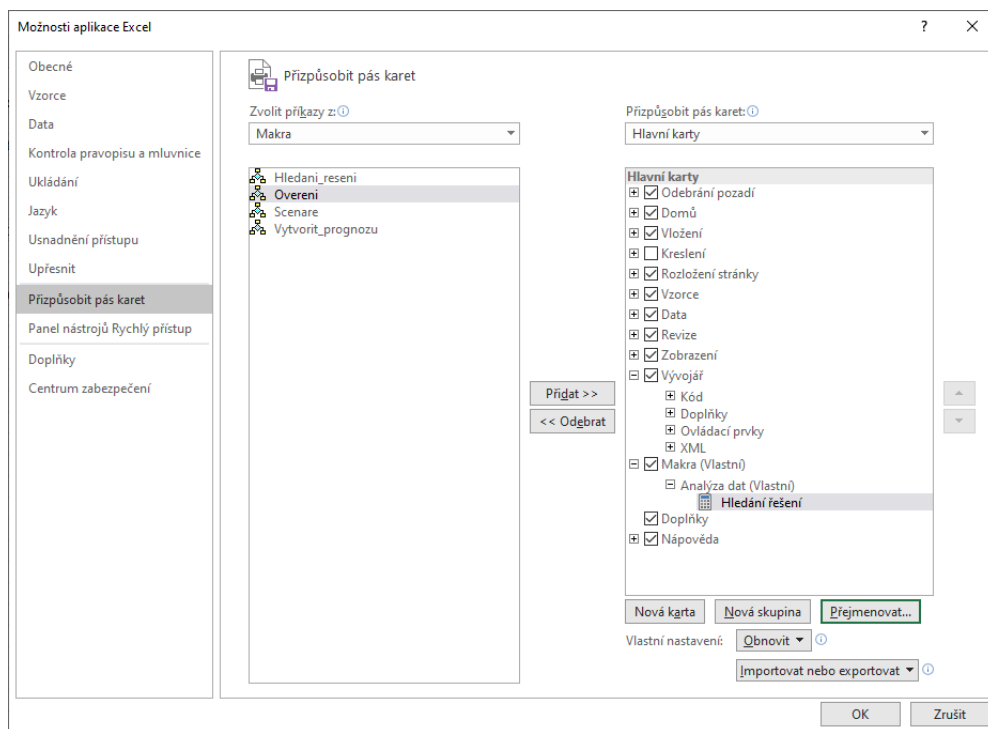 Možnosti aplikace Excel
?
Obecné
Vzorce
Data
Kontrola pravopisu a mluvnice
Ukládání
Jazyk
Usnadnění přístupu
Upřesnit
Přizpůsobit pás karet
Panel nástrojů Rychlý přístup
Doplňky
Centrum zabezpečení
Přizpůsobit pás karet
Zvolit příkazy z:
Makra
Hledani_reseni
Overeni
Scenare
Vytvorit_prognozu
Přidat >>
<< Odebrat
Přizpůsobit pás karet:
Hlavní karty
Hlavní karty
Odebrání pozadí
Domů
Vložení
Kreslení
Rozložení stránky
Vzorce
Data
Revize
Zobrazení
Vývojář
Kód
Doplňky
Ovládací prvky
XML
Makra (Vlastní)
Analýza dat (Vlastní)
Hledání řešení
Doplňky
Nápověda
Nová karta
Nová skupina
Přejmenovat...
Vlastní nastavení:
Obnovit
Importovat nebo exportovat
OK
Zrušit